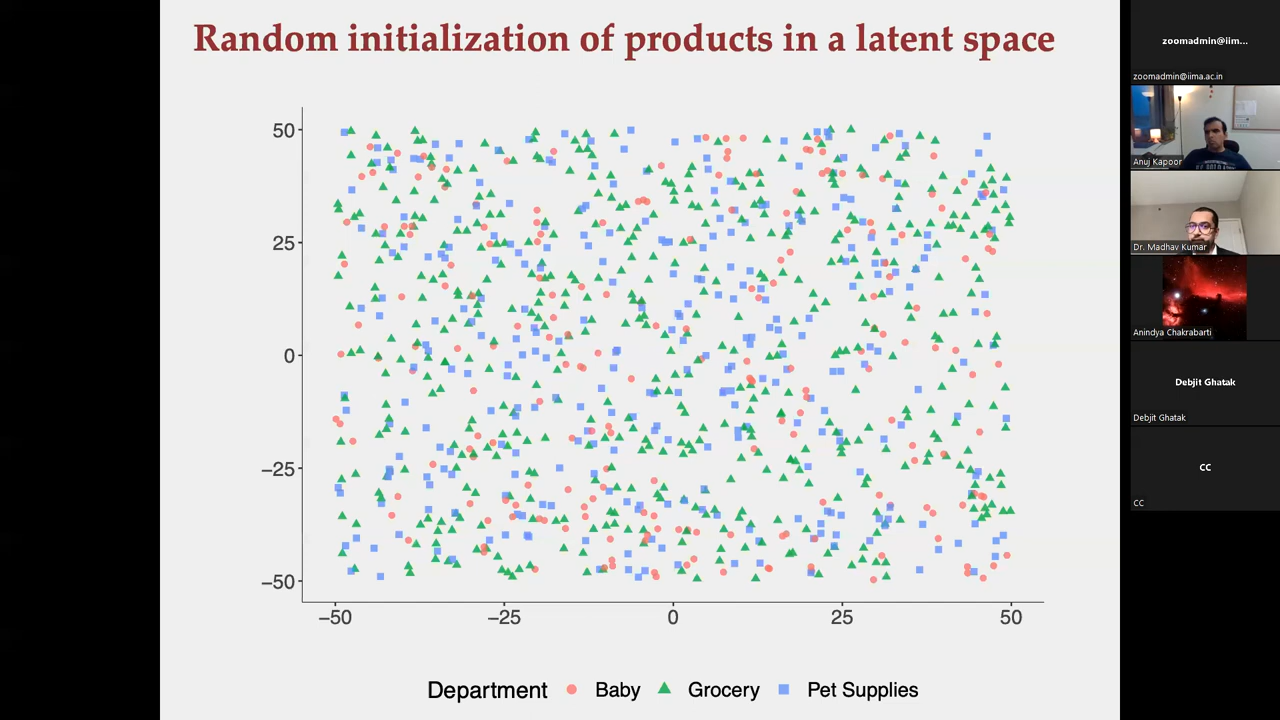 Random initialization of products in a latent space
50
25
0
−25
−50
−50
−25
0
25
50
Department
Baby
Grocery
Pet Supplies
zoomadmin@iim...
zoomadmin@iima.ac.in
Anuj Kapoor
Dr. Madhav Kumar
Anindya Chakrabarti
Debjit Ghatak
Debjit Ghatak
CC
CC